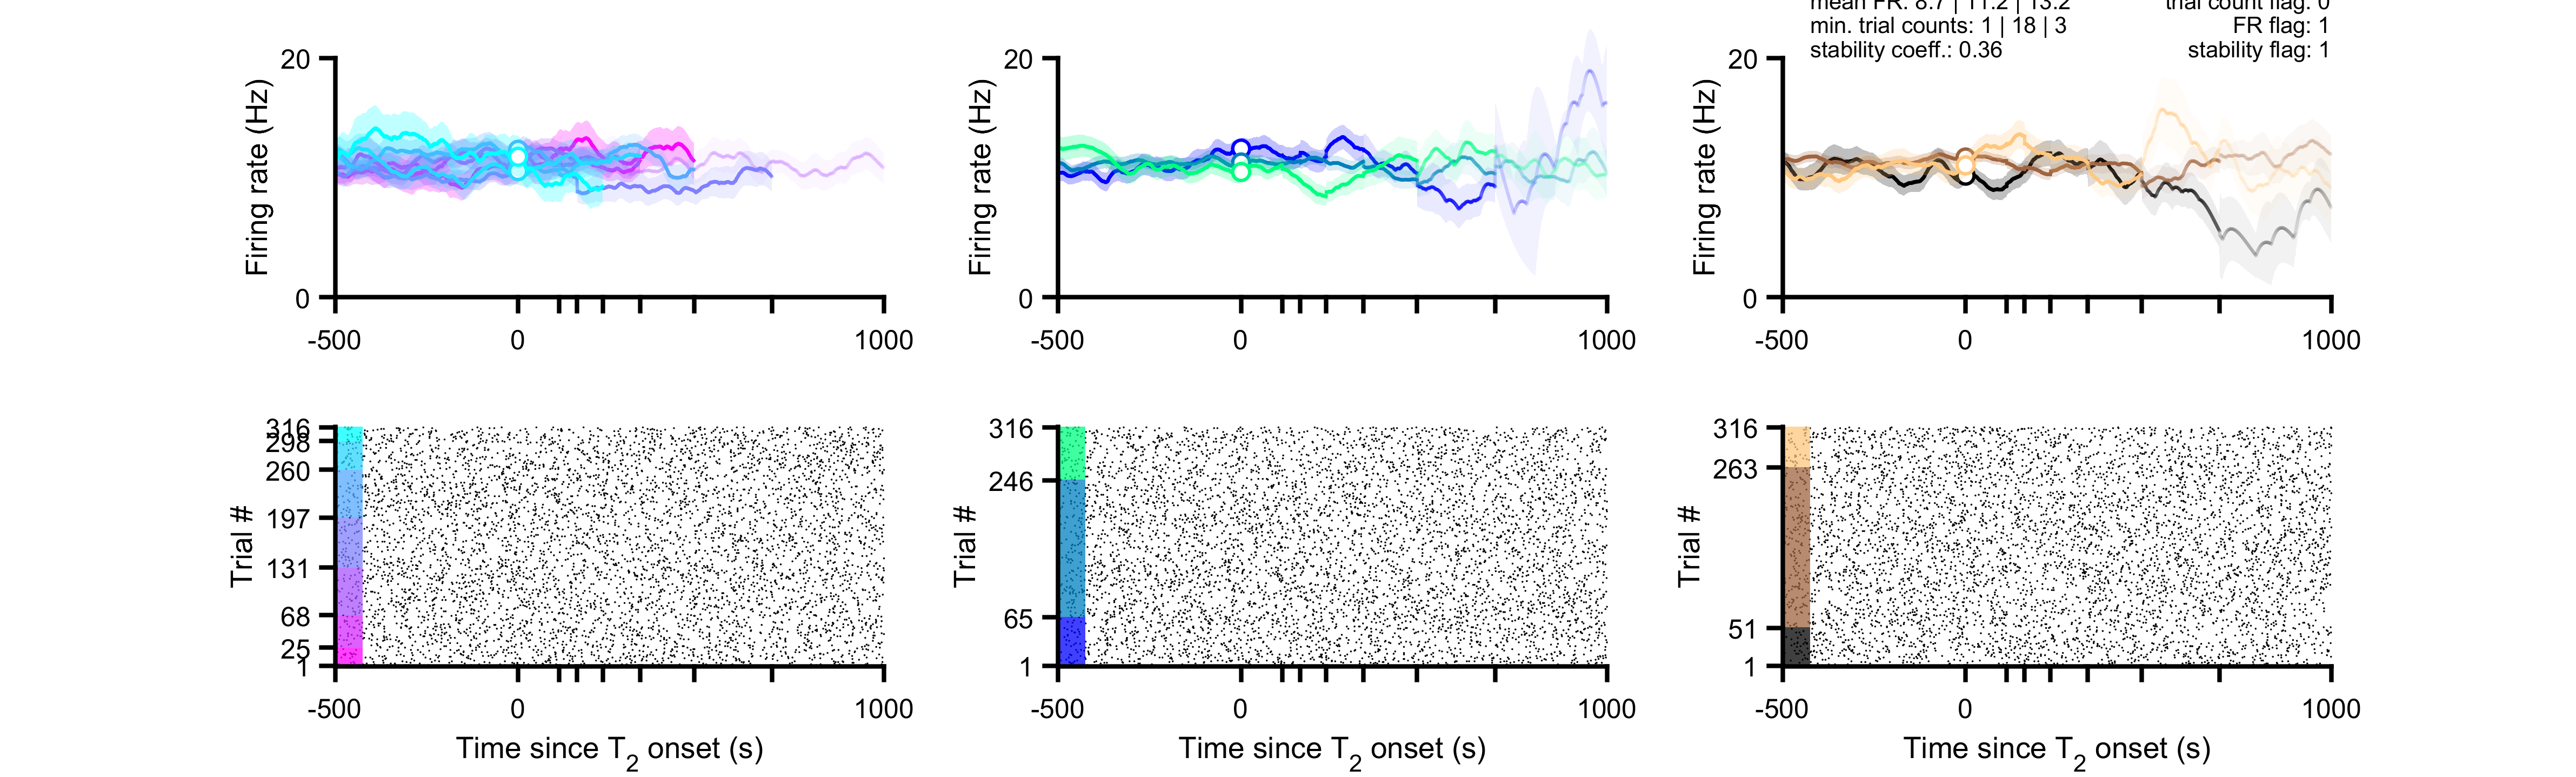 mean FR: 8.7 | 11.2 | 13.2
trial count flag: 0
min. trial counts: 1 | 18 | 3
FR flag: 1
stability coeff.: 0.36
stability flag: 1
20
Firing rate (Hz)
0
-500
0
1000
20
Firing rate (Hz)
0
-500
0
1000
20
Firing rate (Hz)
0
-500
0
1000
316
298
260
197
131
68
25
1
Trial #
-500
0
1000
Time since T2 onset (s)
316
246
65
1
Trial #
-500
0
1000
Time since T2 onset (s)
316
263
51
1
Trial #
-500
0
1000
Time since T2 onset (s)